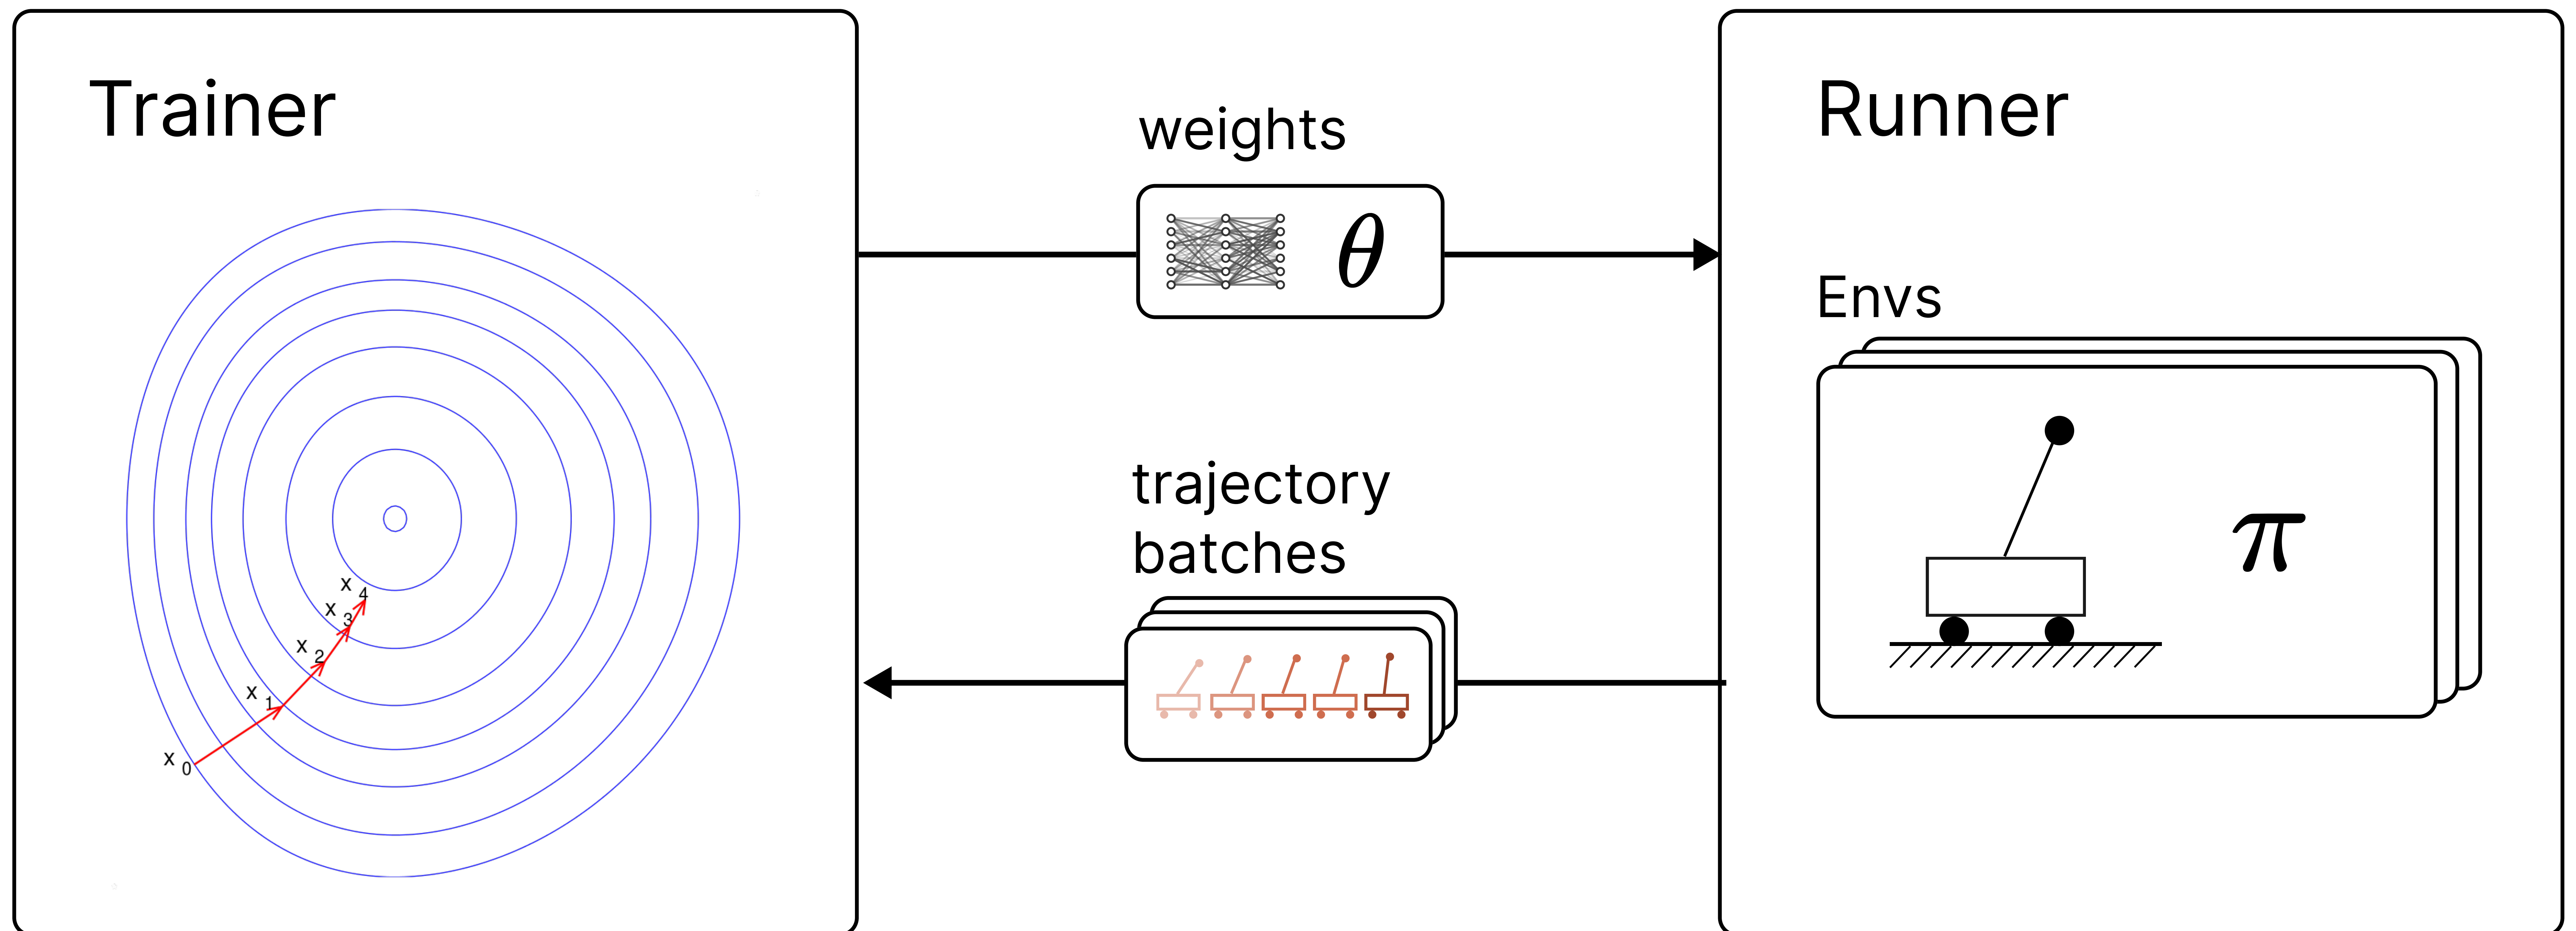 Trainer
x 0
x 1
x 2
x 3
x 4
weights
θ
trajectory
batches
Runner
Envs
π